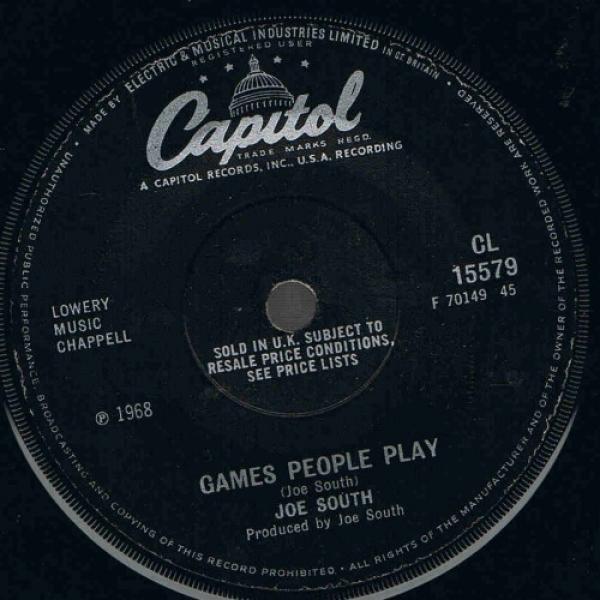 MADE BY ELECTRIC & MUSICAL INDUSTRIES LIMITED IN GT BRITAIN •
REGISTERED USER
Capitol
TRADE MARKS REGD.
A CAPITOL RECORDS, INC., U.S.A. RECORDING
CL
15579
F 70149 45
LOWERY
MUSIC
CHAPPELL
SOLD IN U.K. SUBJECT TO
RESALE PRICE CONDITIONS,
SEE PRICE LISTS
℗ 1968
GAMES PEOPLE PLAY
(Joe South)
JOE SOUTH
Produced by Joe South
ALL RIGHTS OF THE MANUFACTURER AND OF THE OWNER OF THE RECORDED WORK ARE RESERVED •
UNAUTHORIZED PUBLIC PERFORMANCE, BROADCASTING AND COPYING OF THIS RECORD PROHIBITED •